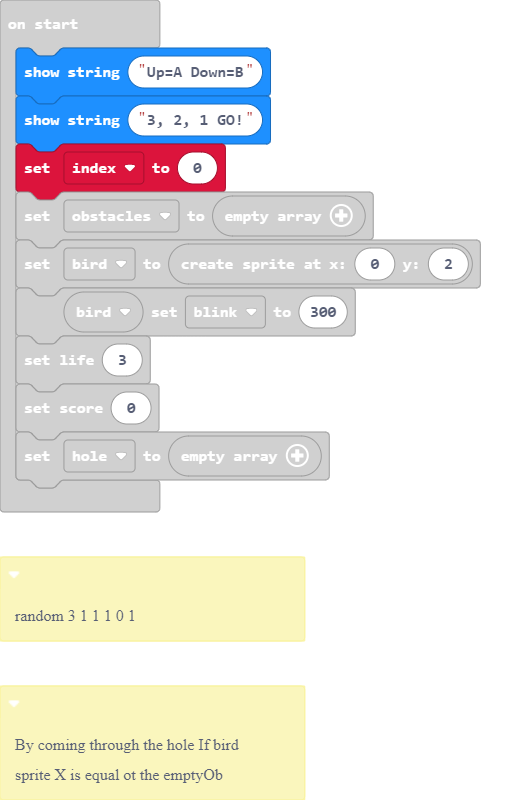 on start
show string "Up=A Down=B"
show string "3, 2, 1 GO!"
set index to 0
set obstacles to empty array
set bird to create sprite at x: 0 y: 2
bird set blink to 300
set life 3
set score 0
set hole to empty array
random 3 1 1 1 0 1
By coming through the hole If bird
sprite X is equal ot the emptyOb